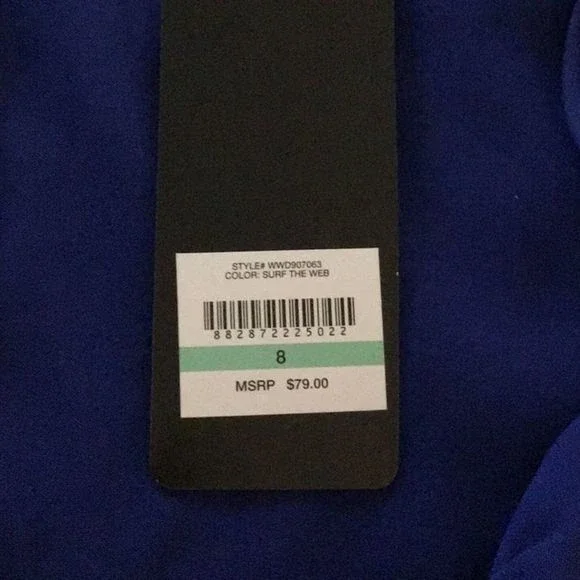 STYLE# WWD907063
COLOR: SURF THE WEB
882872225022
8
MSRP $79.00